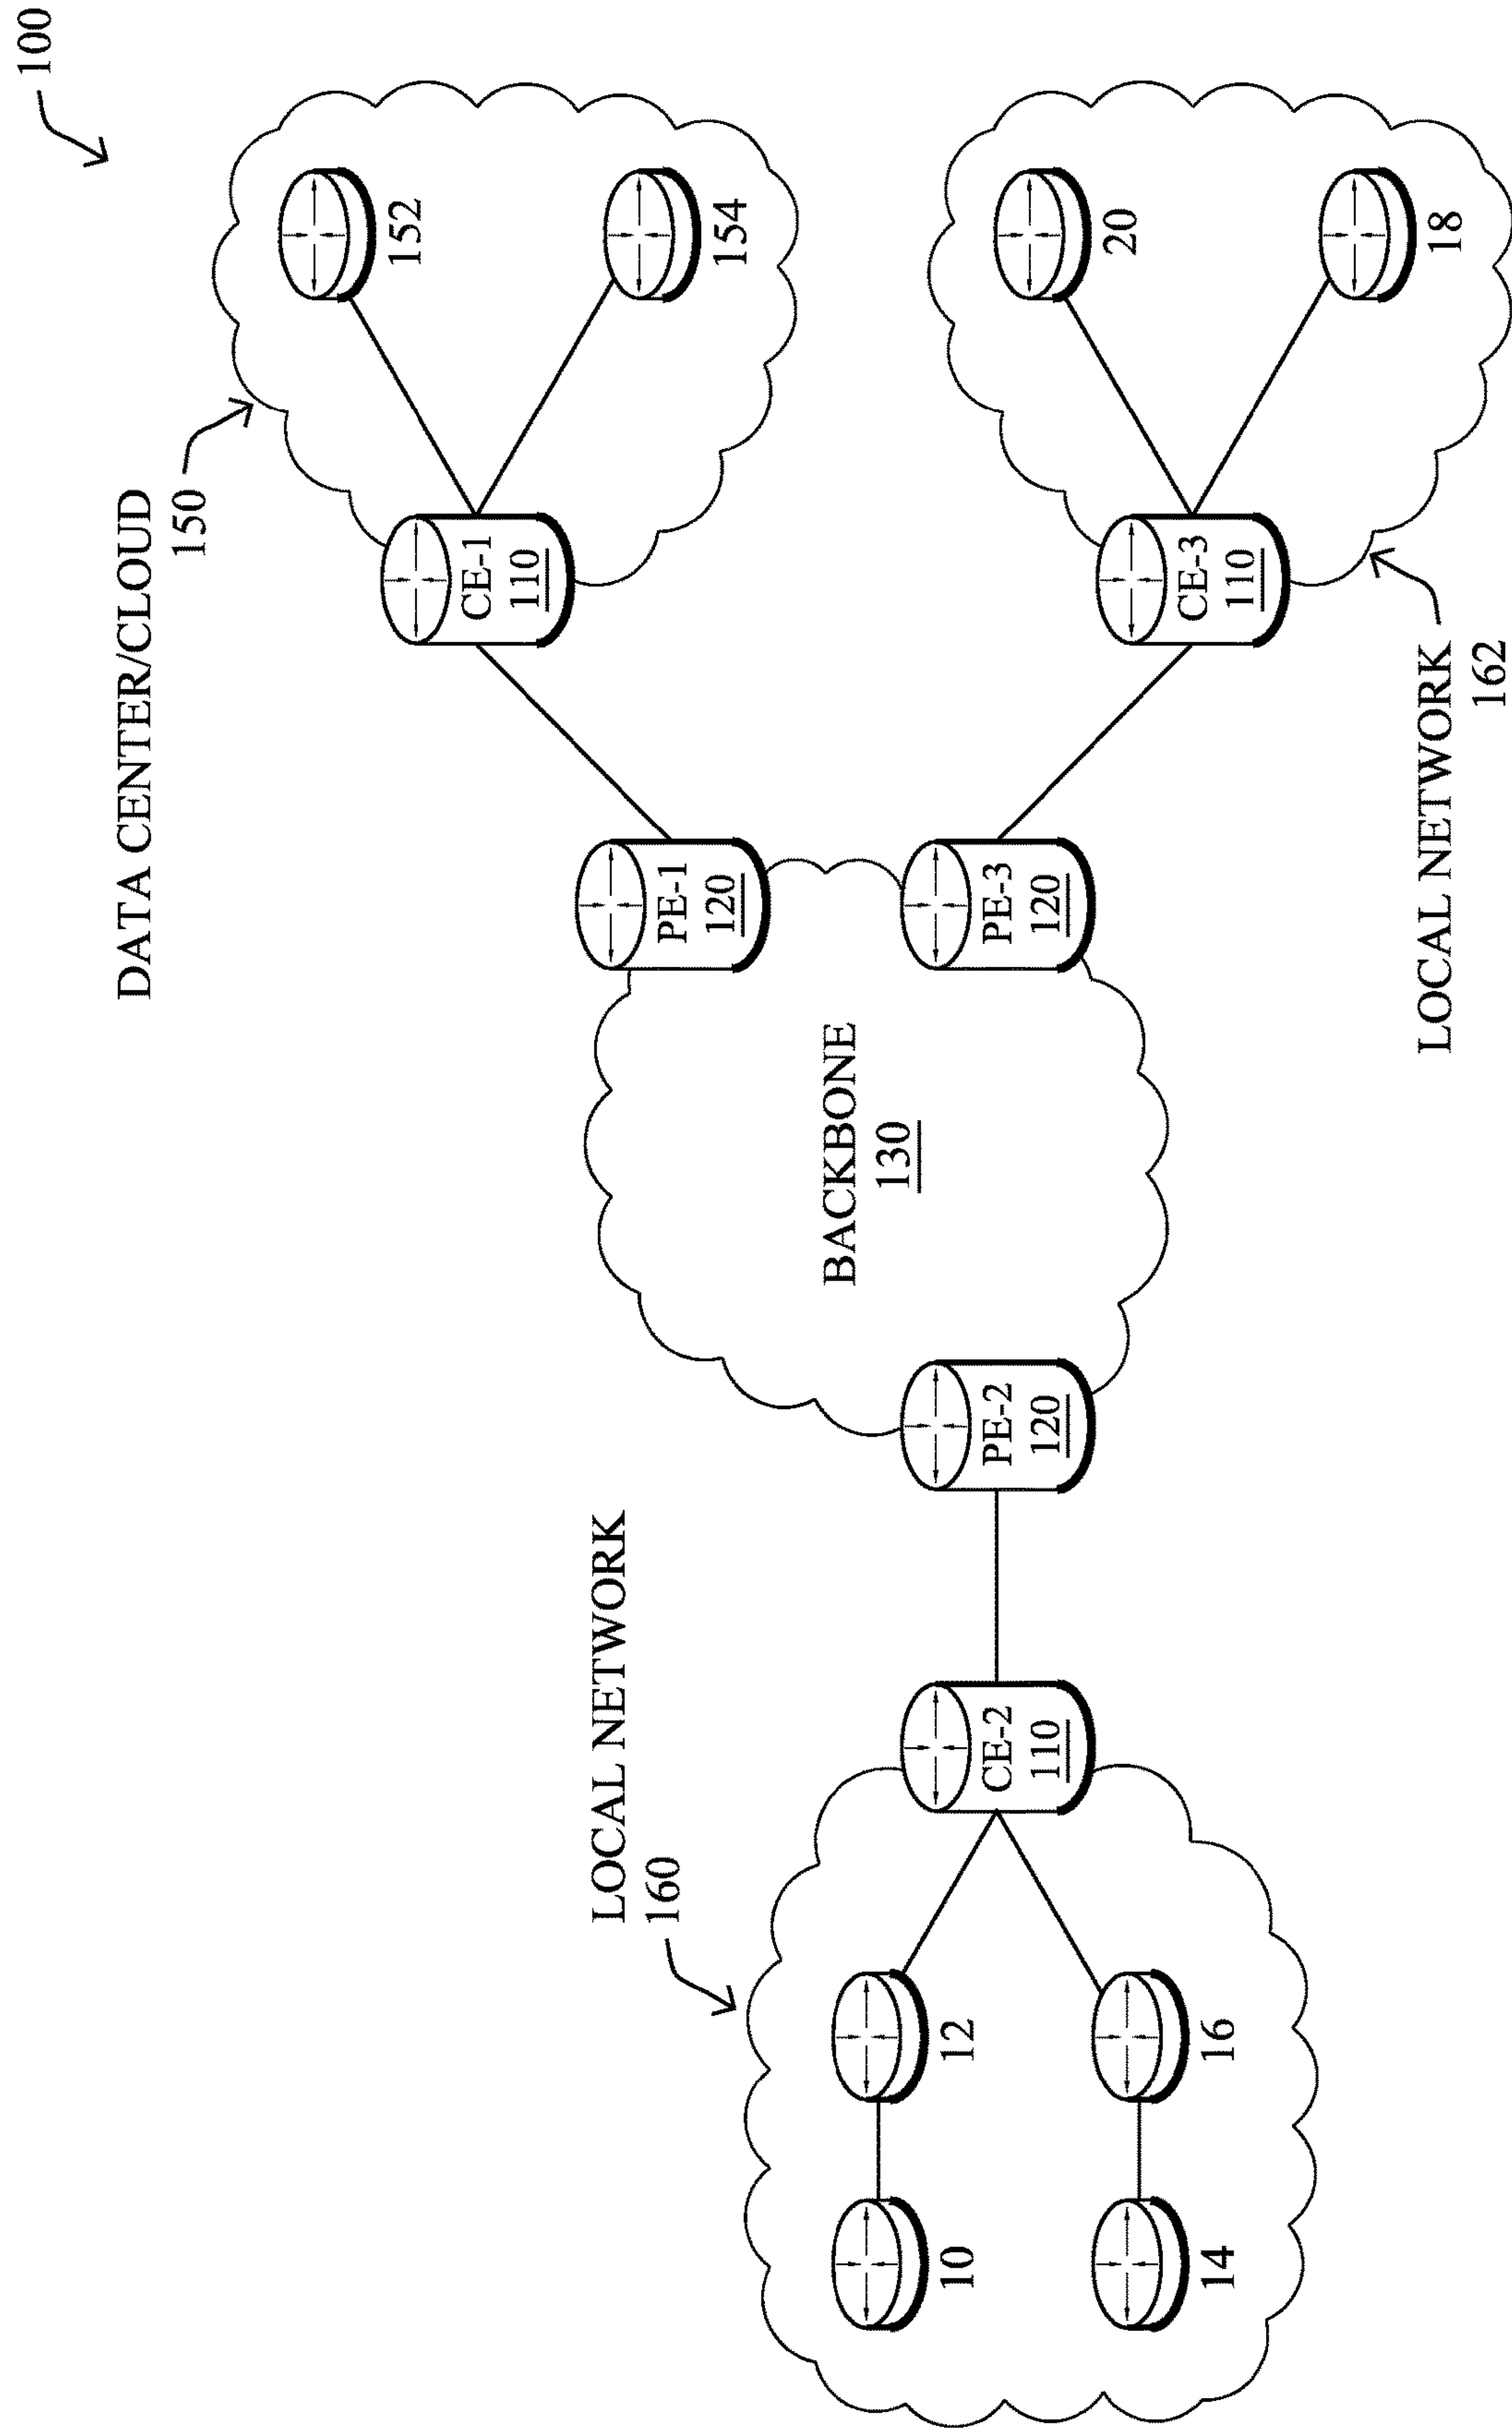 100
DATA CENTER/CLOUD
150
152
154
CE-1
110
PE-1
120
BACKBONE
130
PE-3
120
PE-2
120
LOCAL NETWORK
160
CE-2
110
12
10
16
14
CE-3
110
20
18
LOCAL NETWORK
162